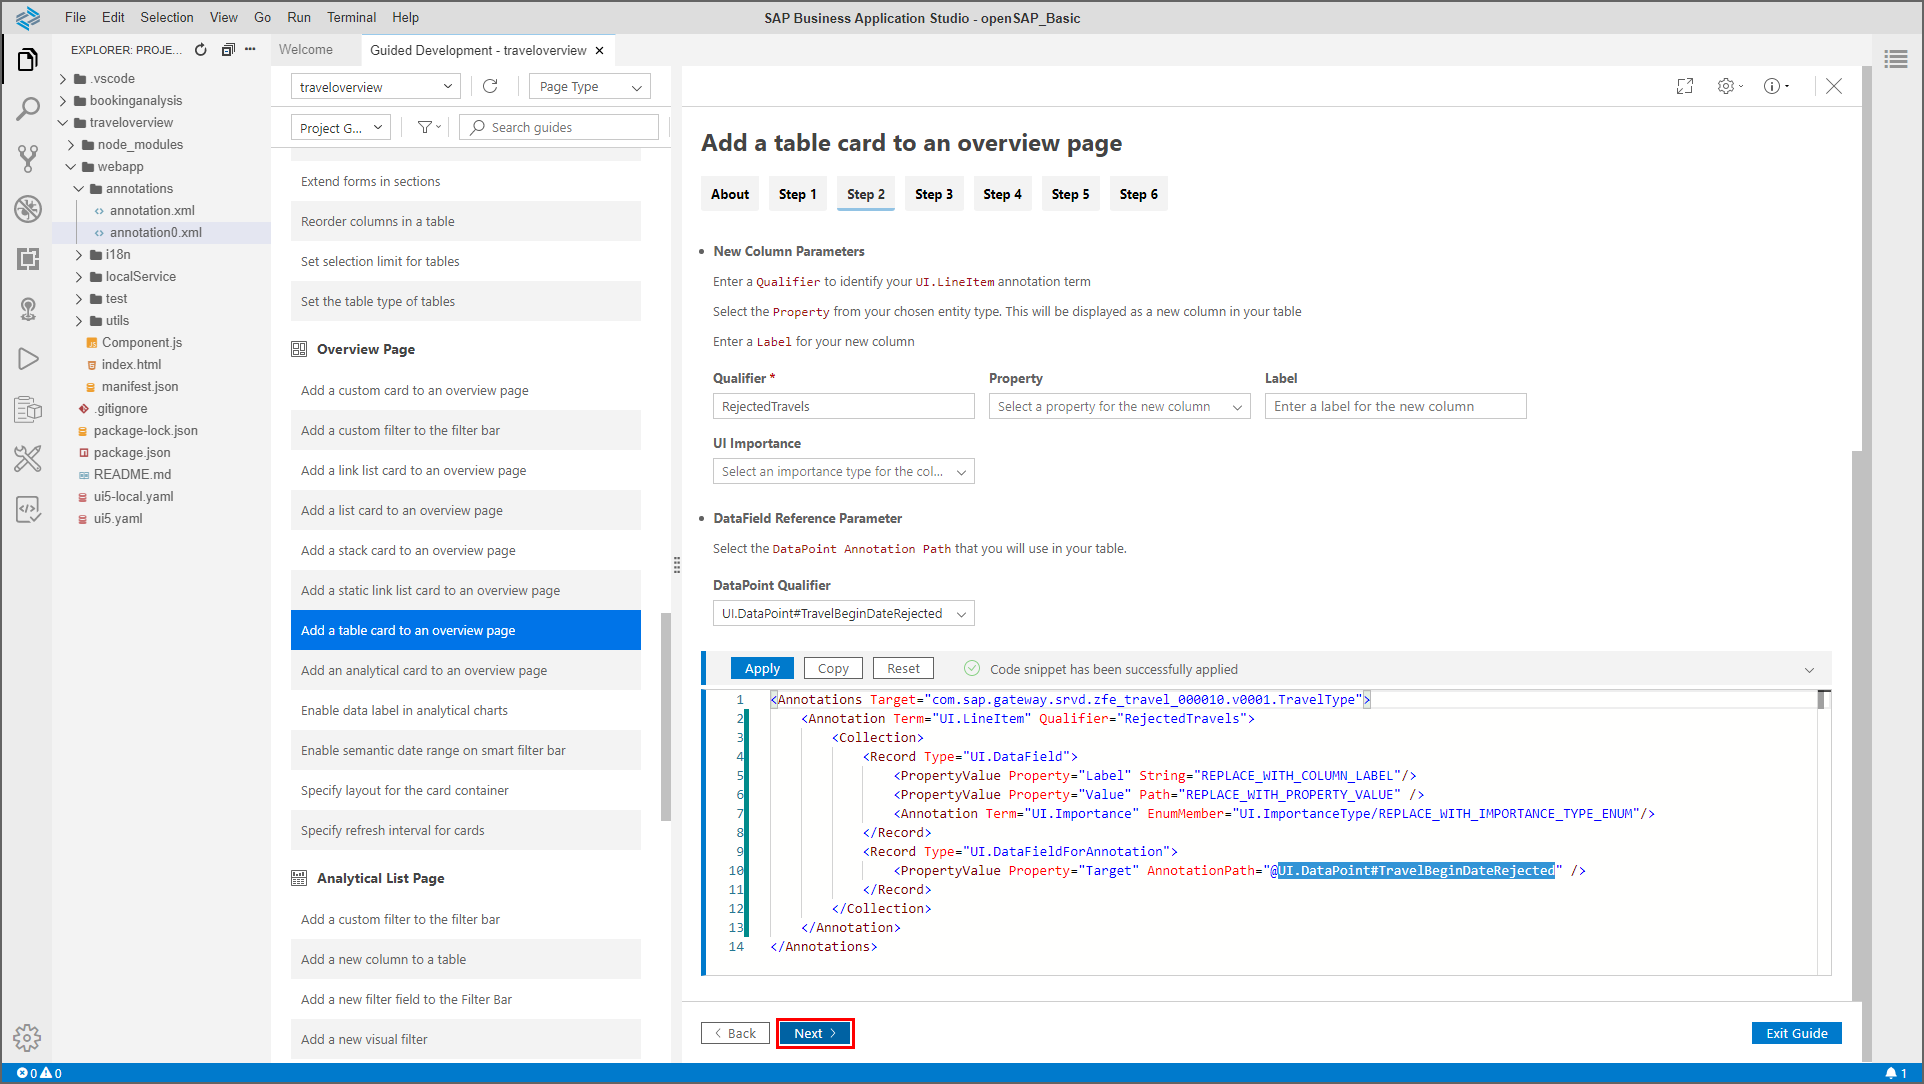 File Edit Selection View Go Run Terminal Help
SAP Business Application Studio - openSAP_Basic
EXPLORER: PROJE...
Welcome
Guided Development - traveloverview
.vscode
bookinganalysis
traveloverview
node_modules
webapp
annotations
annotation.xml
annotation0.xml
i18n
localService
test
utils
Component.js
index.html
manifest.json
.gitignore
package-lock.json
package.json
README.md
ui5-local.yaml
ui5.yaml
traveloverview
Page Type
Project G...
Search guides
Extend forms in sections
Reorder columns in a table
Set selection limit for tables
Set the table type of tables
Overview Page
Add a custom card to an overview page
Add a custom filter to the filter bar
Add a link list card to an overview page
Add a list card to an overview page
Add a stack card to an overview page
Add a static link list card to an overview page
Add a table card to an overview page
Add an analytical card to an overview page
Enable data label in analytical charts
Enable semantic date range on smart filter bar
Specify layout for the card container
Specify refresh interval for cards
Analytical List Page
Add a custom filter to the filter bar
Add a new column to a table
Add a new filter field to the Filter Bar
Add a new visual filter
Add a table card to an overview page
About Step 1 Step 2 Step 3 Step 4 Step 5 Step 6
• New Column Parameters
Enter a Qualifier to identify your UI.LineItem annotation term
Select the Property from your chosen entity type. This will be displayed as a new column in your table
Enter a Label for your new column
Qualifier * Property Label
RejectedTravels Select a property for the new column Enter a label for the new column
UI Importance
Select an importance type for the col...
• DataField Reference Parameter
Select the DataPoint Annotation Path that you will use in your table.
DataPoint Qualifier
UI.DataPoint#TravelBeginDateRejected
Apply Copy Reset Code snippet has been successfully applied
1 <Annotations Target="com.sap.gateway.srvd.zfe_travel_000010.v0001.TravelType">
2 <Annotation Term="UI.LineItem" Qualifier="RejectedTravels">
3 <Collection>
4 <Record Type="UI.DataField">
5 <PropertyValue Property="Label" String="REPLACE_WITH_COLUMN_LABEL"/>
6 <PropertyValue Property="Value" Path="REPLACE_WITH_PROPERTY_VALUE" />
7 <Annotation Term="UI.Importance" EnumMember="UI.ImportanceType/REPLACE_WITH_IMPORTANCE_TYPE_ENUM"/>
8 </Record>
9 <Record Type="UI.DataFieldForAnnotation">
10 <PropertyValue Property="Target" AnnotationPath="@UI.DataPoint#TravelBeginDateRejected" />
11 </Record>
12 </Collection>
13 </Annotation>
14 </Annotations>
Back Next Exit Guide
0 0 1